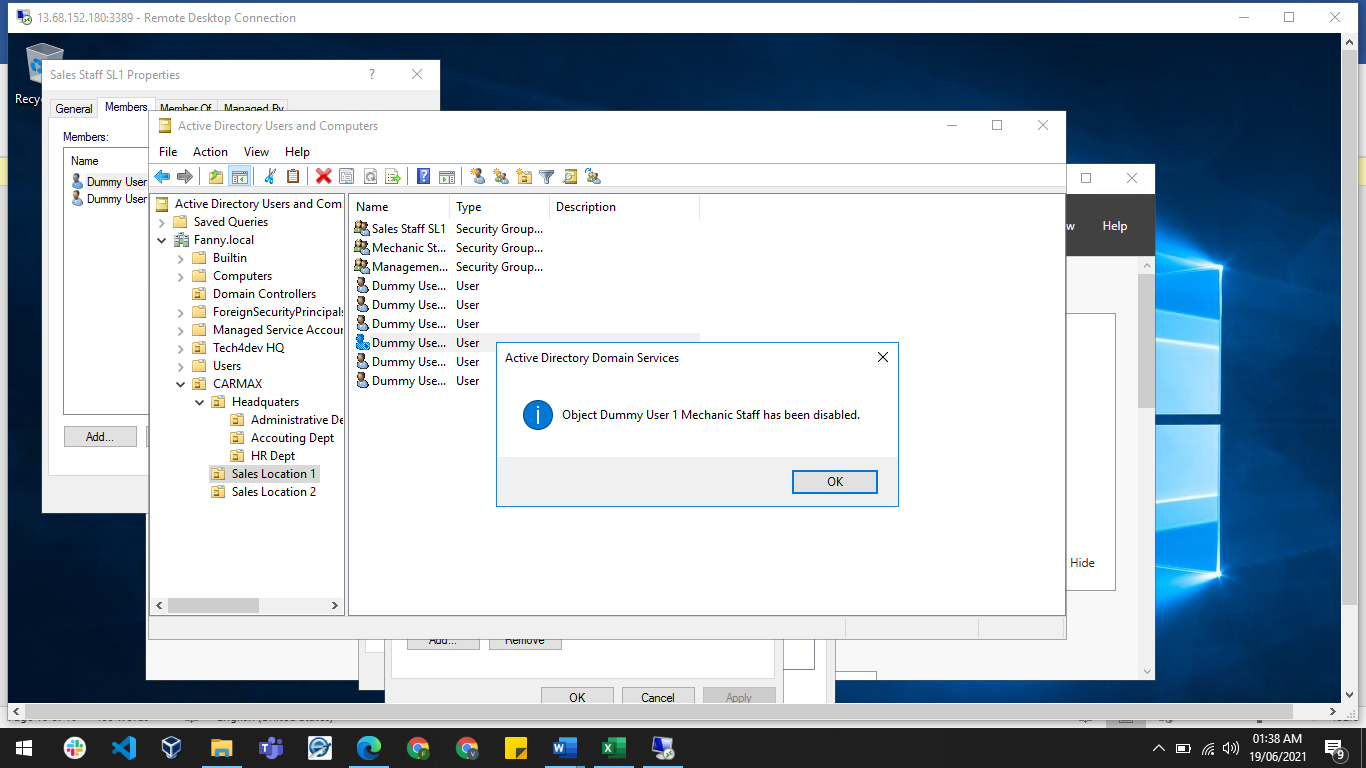 13.68.152.180:3389 - Remote Desktop Connection
Sales Staff SL1 Properties
?
General Members Member Of Managed By
Members:
Name
Dummy User
Dummy User
Add...
Active Directory Users and Computers
File Action View Help
Active Directory Users and Com
Saved Queries
Fanny.local
Builtin
Computers
Domain Controllers
ForeignSecurityPrincipals
Managed Service Accour
Tech4dev HQ
Users
CARMAX
Headquaters
Administrative De
Accouting Dept
HR Dept
Sales Location 1
Sales Location 2
Name Type Description
Sales Staff SL1 Security Group...
Mechanic St... Security Group...
Managemen... Security Group...
Dummy Use... User
Dummy Use... User
Dummy Use... User
Dummy Use... User
Dummy Use... User
Dummy Use... User
Active Directory Domain Services
Object Dummy User 1 Mechanic Staff has been disabled.
OK
w Help
Hide
Add... Remove
OK Cancel Apply
English (United States)
01:38 AM
19/06/2021
9